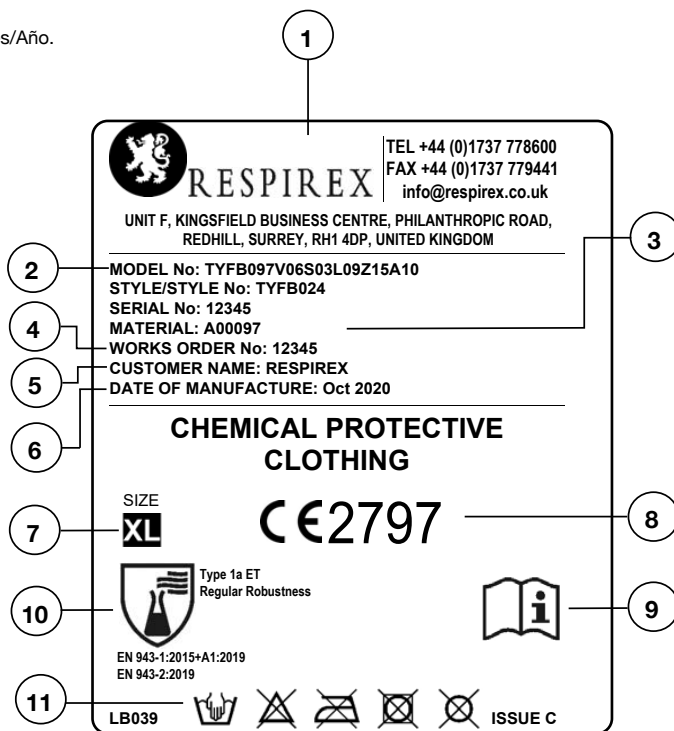 s/Año.
1
RESPIREX
TEL +44 (0)1737 778600
FAX +44 (0)1737 779441
info@respirex.co.uk
UNIT F, KINGSFIELD BUSINESS CENTRE, PHILANTHROPIC ROAD,
REDHILL, SURREY, RH1 4DP, UNITED KINGDOM
3
2
MODEL No: TYFB097V06S03L09Z15A10
STYLE/STYLE No: TYFB024
SERIAL No: 12345
MATERIAL: A00097
4
WORKS ORDER No: 12345
5
CUSTOMER NAME: RESPIREX
6
DATE OF MANUFACTURE: Oct 2020
CHEMICAL PROTECTIVE
CLOTHING
7
SIZE
XL
CE2797
8
10
Type 1a ET
Regular Robustness
i
9
EN 943-1:2015+A1:2019
EN 943-2:2019
11
LB039
ISSUE C